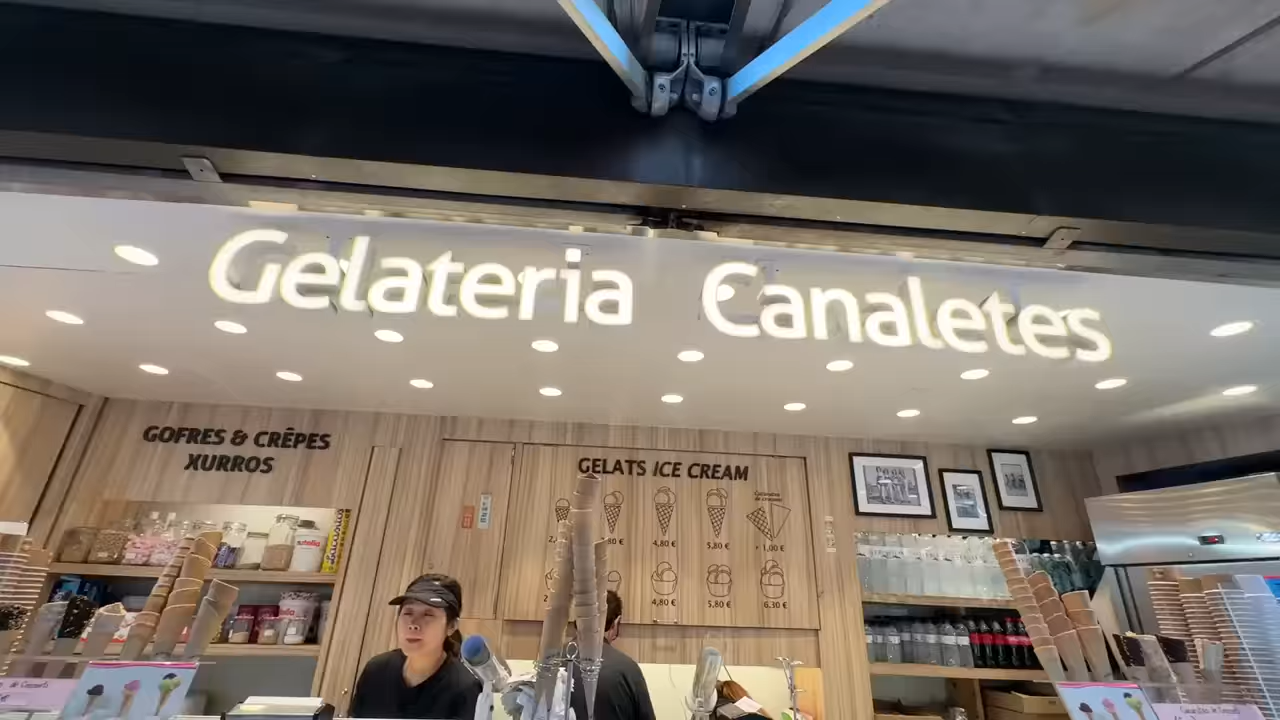 Gelateria Canaletes
GOFRES & CRÊPES
XURROS
GELATS ICE CREAM
4,80 € 5,80 € + 1,00 €
4,80 € 5,80 € 6,30 €
nutella